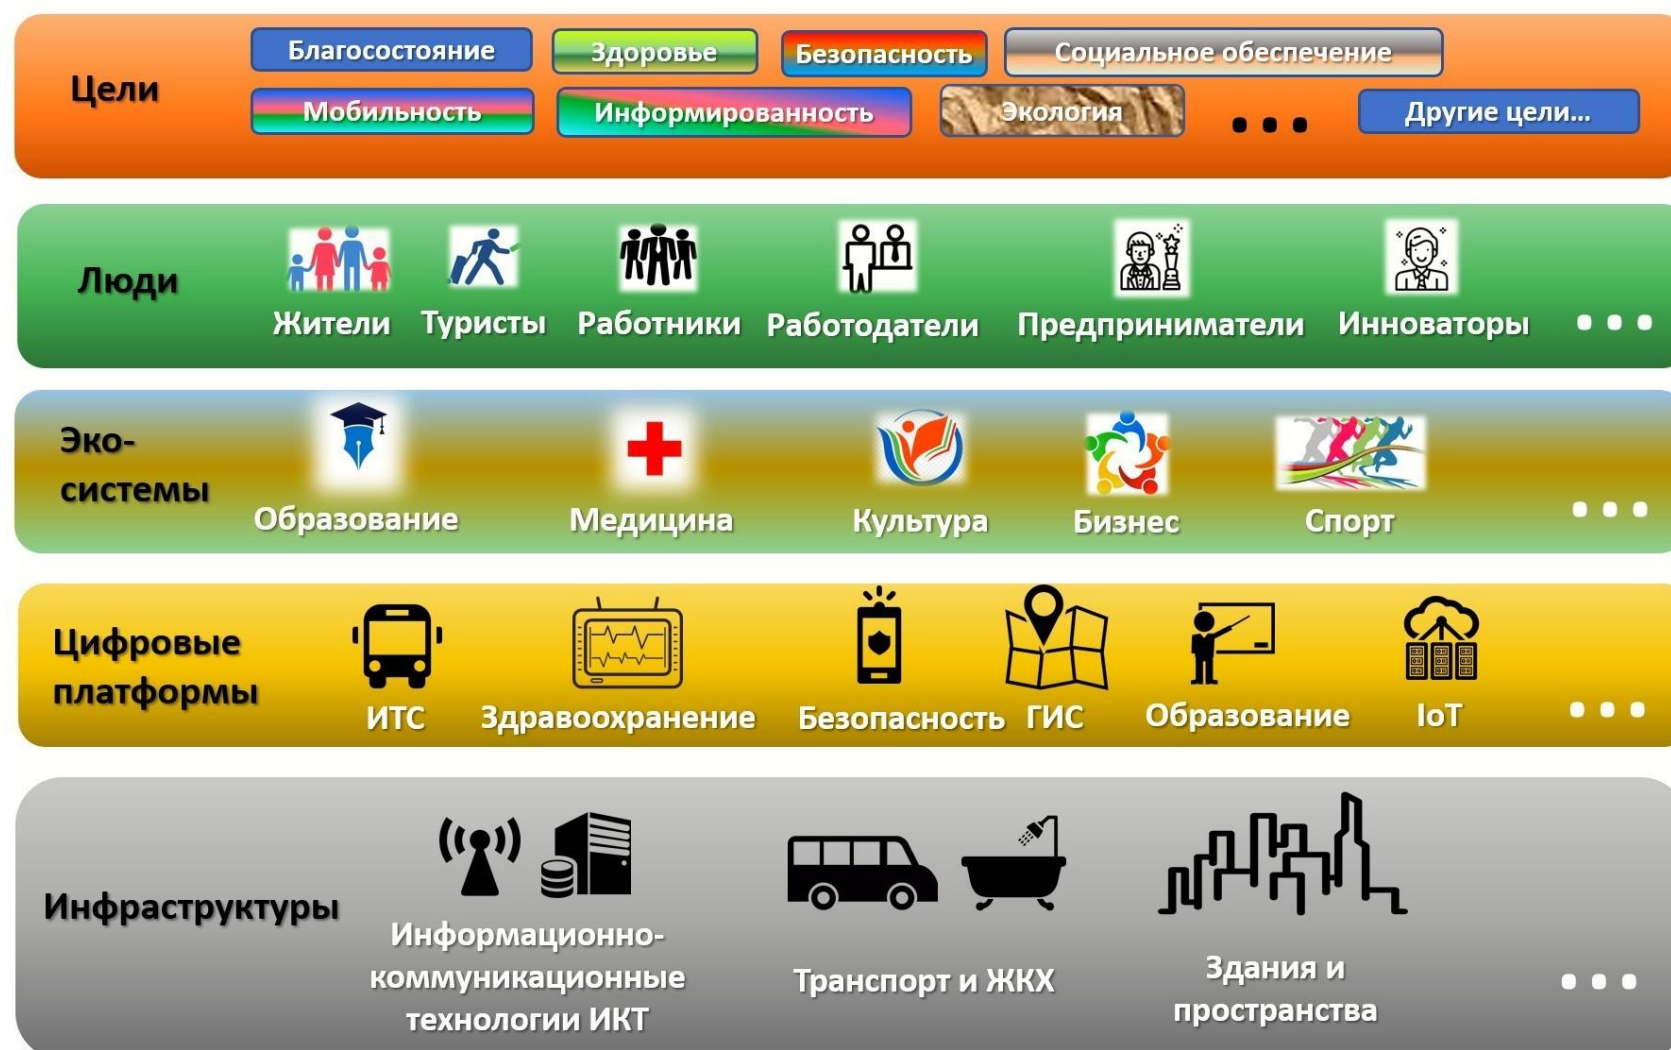 Цели
Благосостояние
Здоровье
Безопасность
Социальное обеспечение
Мобильность
Информированность
Экология
...
Другие цели...
Люди
Жители
Туристы
Работники
Работодатели
Предприниматели
Инноваторы
...
Эко-
системы
Образование
Медицина
Культура
Бизнес
Спорт
...
Цифровые
платформы
ИТС
Здравоохранение
Безопасность
ГИС
Образование
IoT
...
Инфраструктуры
Информационно-
коммуникационные
технологии ИКТ
Транспорт и ЖКХ
Здания и
пространства
...